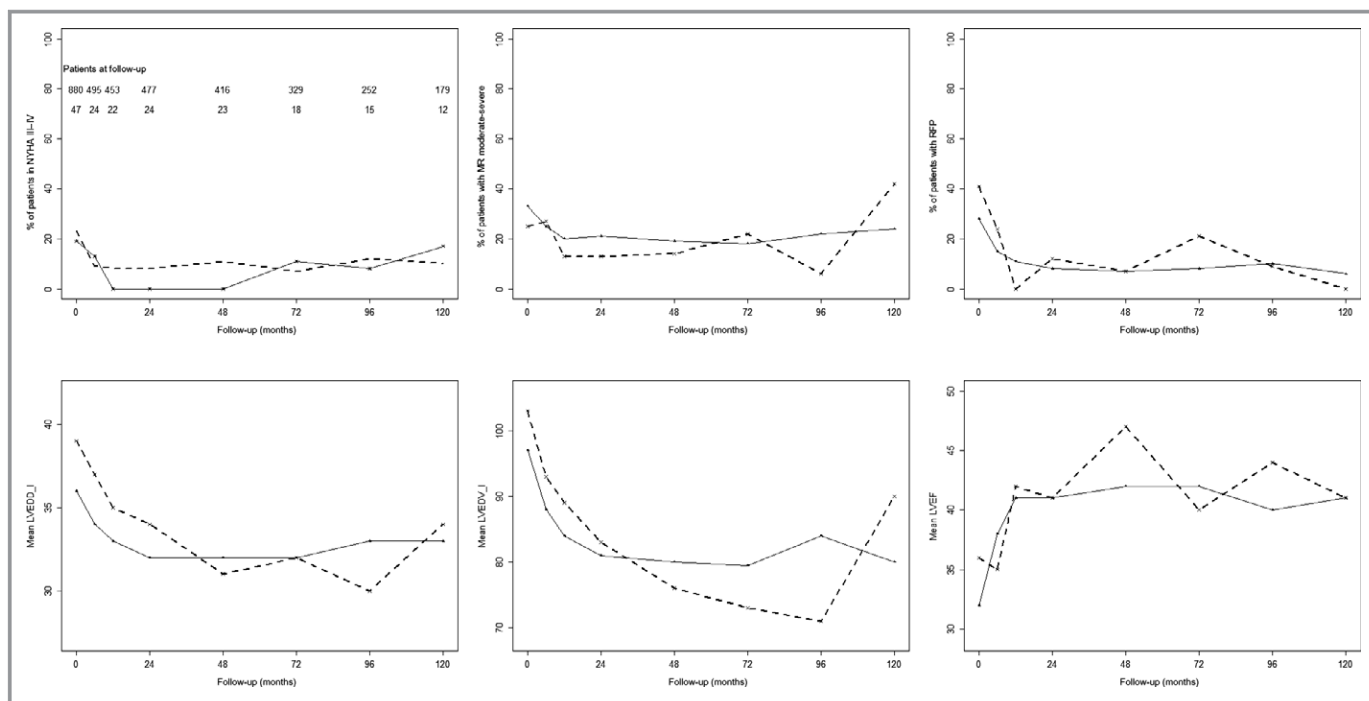 % of patients in NYHA III–IV
100
80
60
40
20
0
Patients at follow-up
880 495 453 477 416 329 252 179
47 24 22 24 23 18 15 12
0 24 48 72 96 120
Follow-up (months)
% of patients with MR moderate-severe
100
80
60
40
20
0
0 24 48 72 96 120
Follow-up (months)
% of patients with RFP
100
80
60
40
20
0
0 24 48 72 96 120
Follow-up (months)
Mean LVEDD_I
40
35
30
0 24 48 72 96 120
Follow-up (months)
Mean LVEDV_I
100
90
80
70
0 24 48 72 96 120
Follow-up (months)
Mean LVEF
50
45
40
35
30
0 24 48 72 96 120
Follow-up (months)